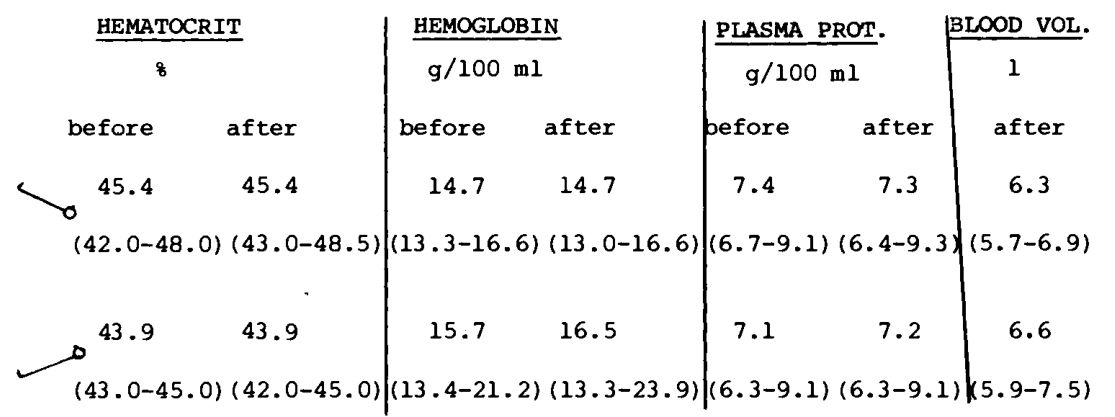 HEMATOCRIT HEMOGLOBIN PLASMA PROT. BLOOD VOL.
% g/100 ml g/100 ml l
before after before after before after after
45.4 45.4 14.7 14.7 7.4 7.3 6.3
(42.0-48.0) (43.0-48.5) (13.3-16.6) (13.0-16.6) (6.7-9.1) (6.4-9.3) (5.7-6.9)
43.9 43.9 15.7 16.5 7.1 7.2 6.6
(43.0-45.0) (42.0-45.0) (13.4-21.2) (13.3-23.9) (6.3-9.1) (6.3-9.1) (5.9-7.5)